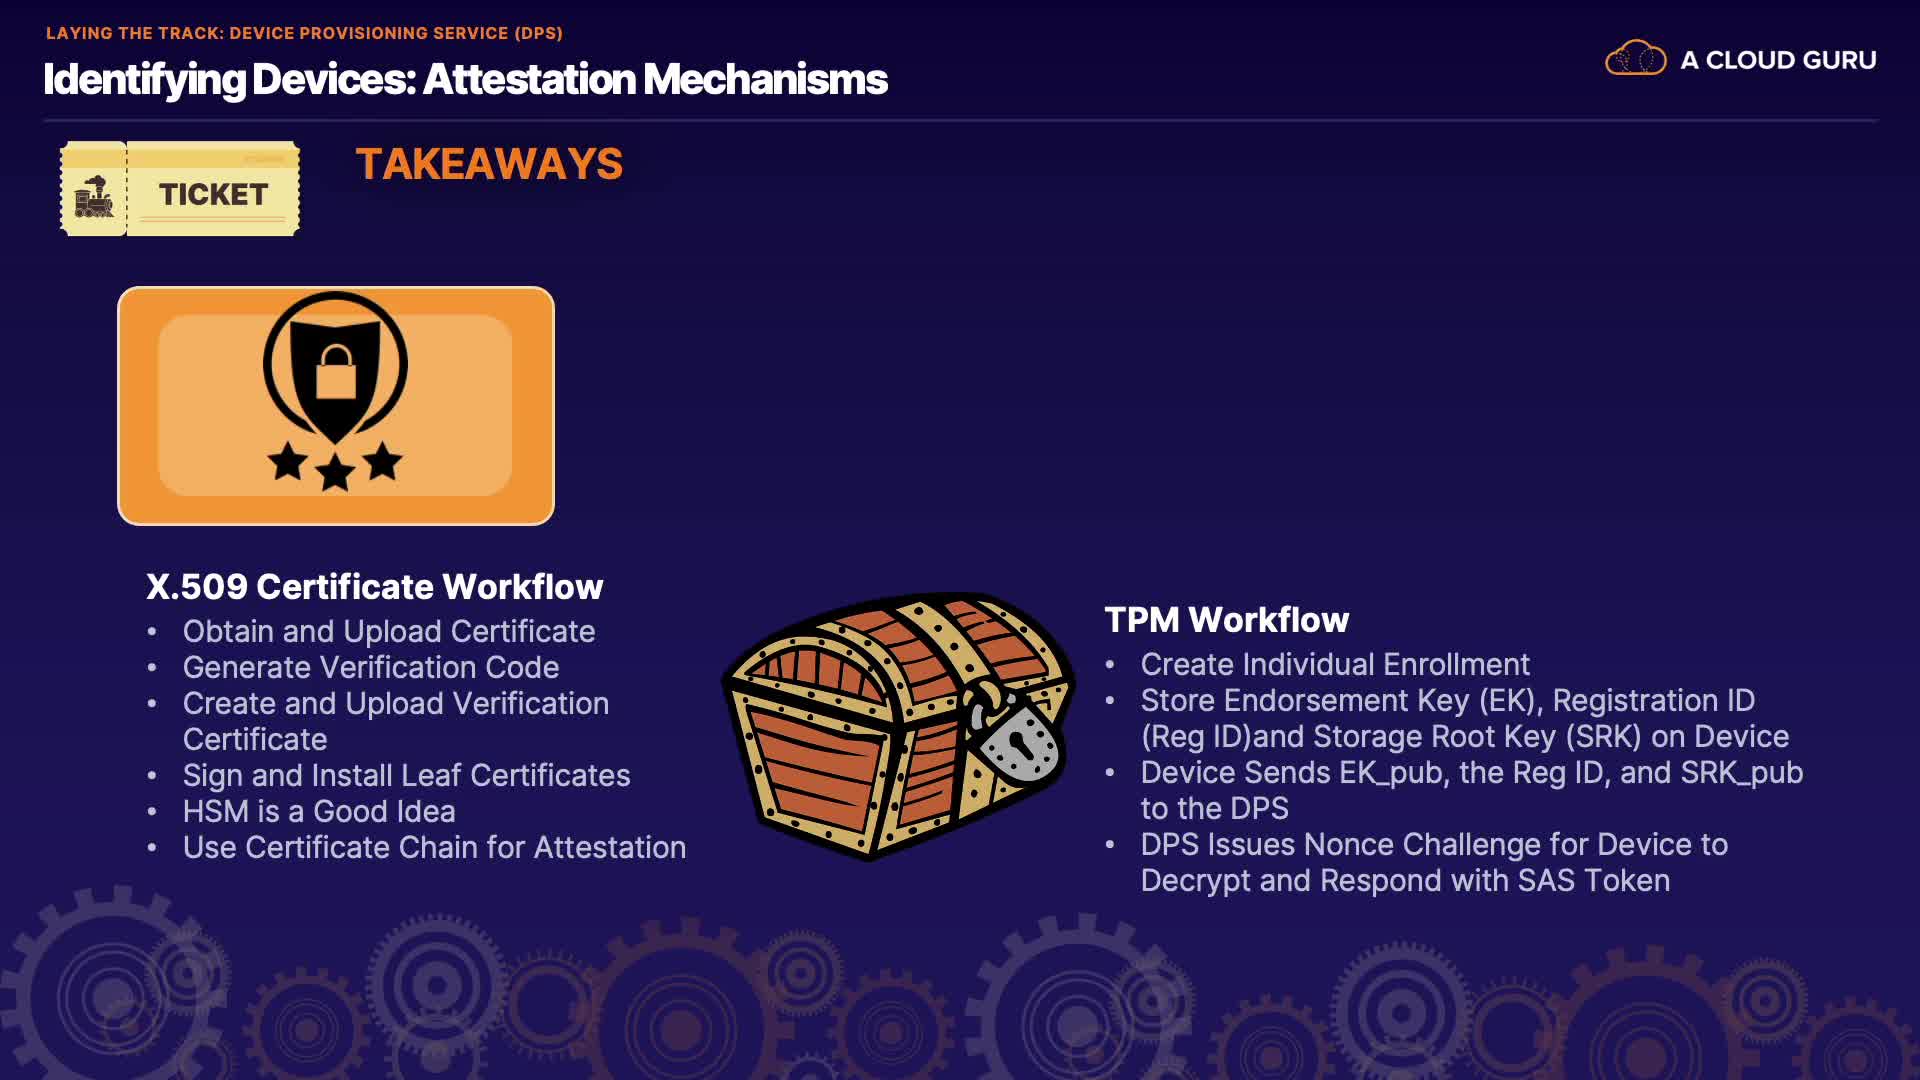 LAYING THE TRACK: DEVICE PROVISIONING SERVICE (DPS)
Identifying Devices: Attestation Mechanisms
A CLOUD GURU
TICKET
TAKEAWAYS
X.509 Certificate Workflow
• Obtain and Upload Certificate
• Generate Verification Code
• Create and Upload Verification
Certificate
• Sign and Install Leaf Certificates
• HSM is a Good Idea
• Use Certificate Chain for Attestation
TPM Workflow
• Create Individual Enrollment
• Store Endorsement Key (EK), Registration ID
(Reg ID)and Storage Root Key (SRK) on Device
• Device Sends EK_pub, the Reg ID, and SRK_pub
to the DPS
• DPS Issues Nonce Challenge for Device to
Decrypt and Respond with SAS Token